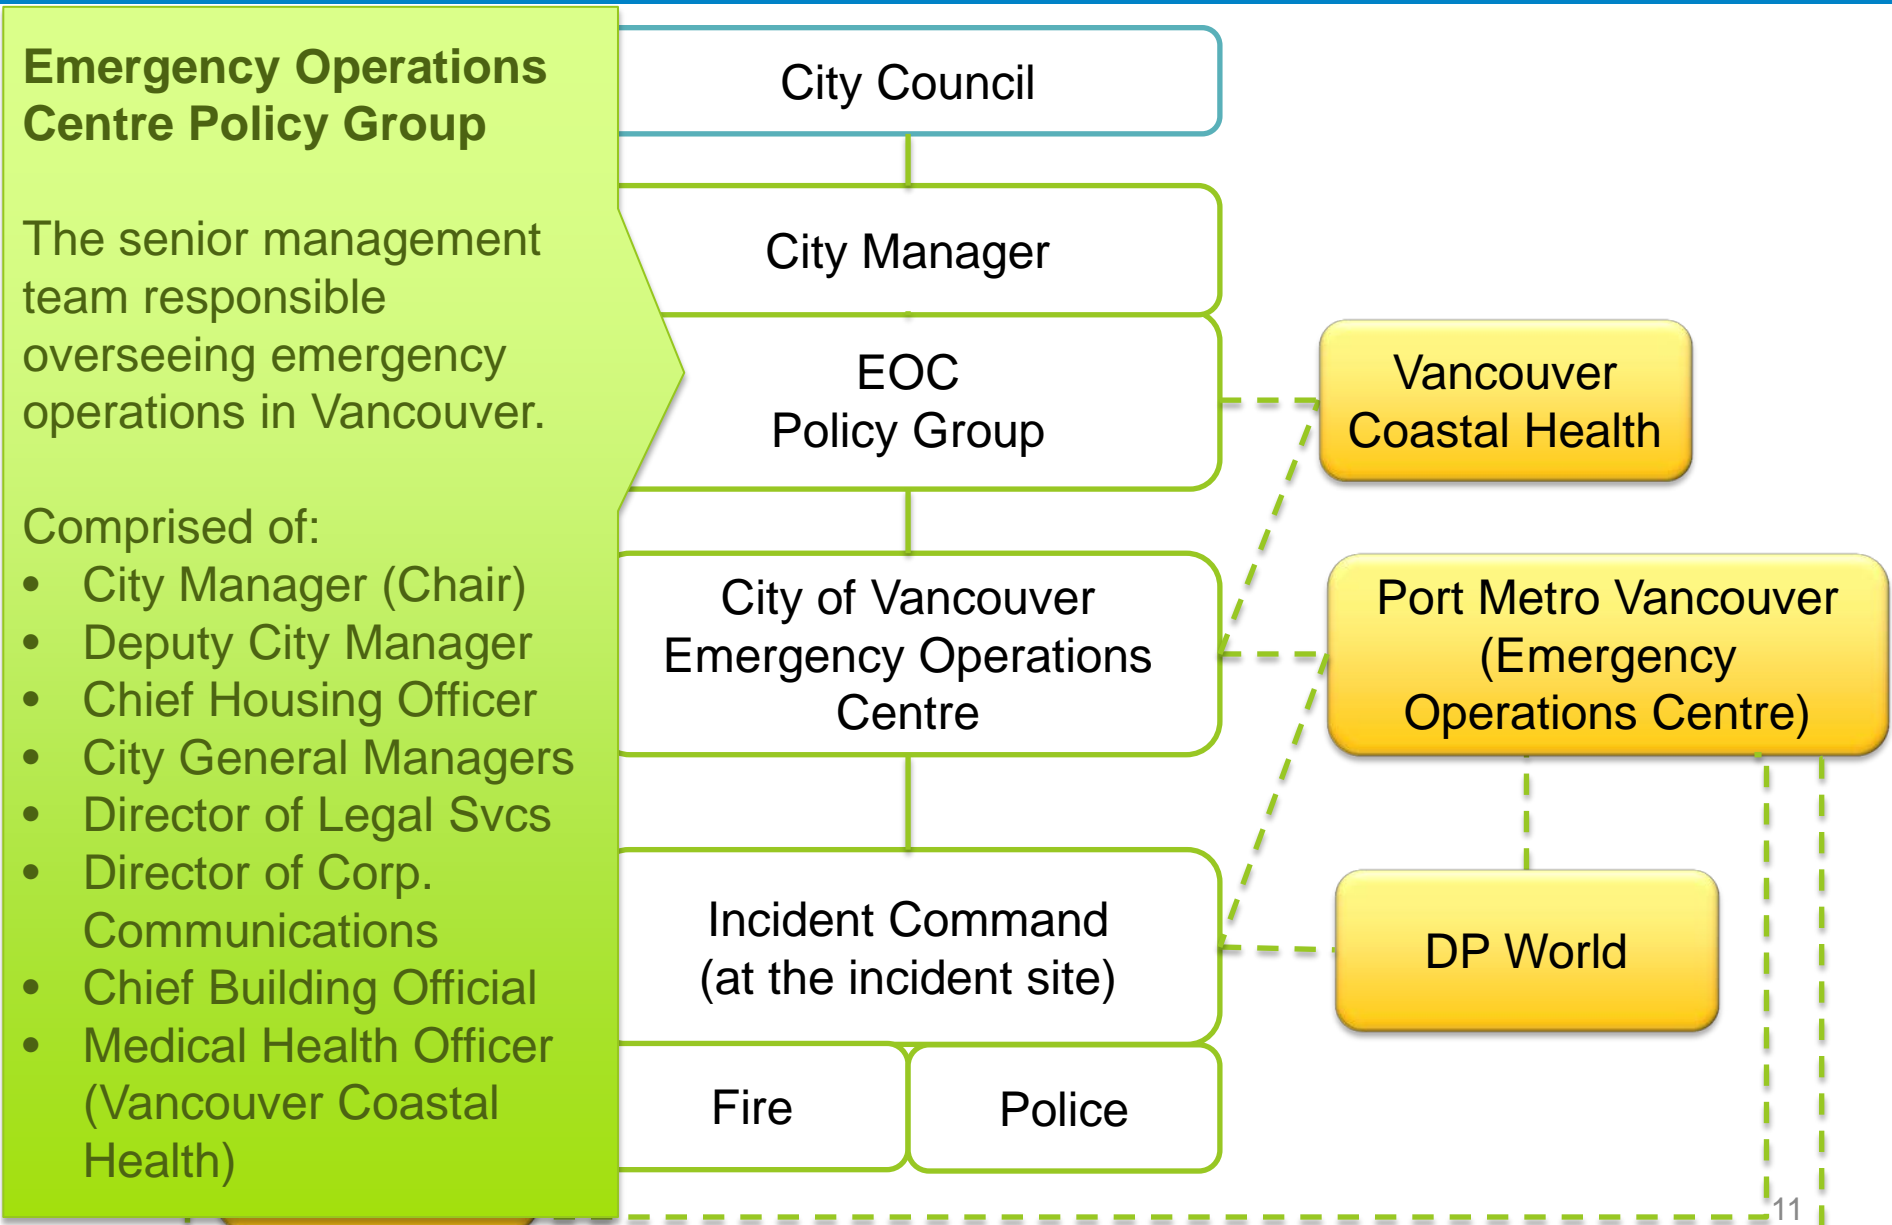 Emergency Operations
Centre Policy Group
The senior management
team responsible
overseeing emergency
operations in Vancouver.
Comprised of:
• City Manager (Chair)
• Deputy City Manager
• Chief Housing Officer
• City General Managers
• Director of Legal Svcs
• Director of Corp.
Communications
• Chief Building Official
• Medical Health Officer
(Vancouver Coastal
Health)
City Council
City Manager
EOC
Policy Group
Vancouver
Coastal Health
City of Vancouver
Emergency Operations
Centre
Port Metro Vancouver
(Emergency
Operations Centre)
Incident Command
(at the incident site)
DP World
Fire
Police
11